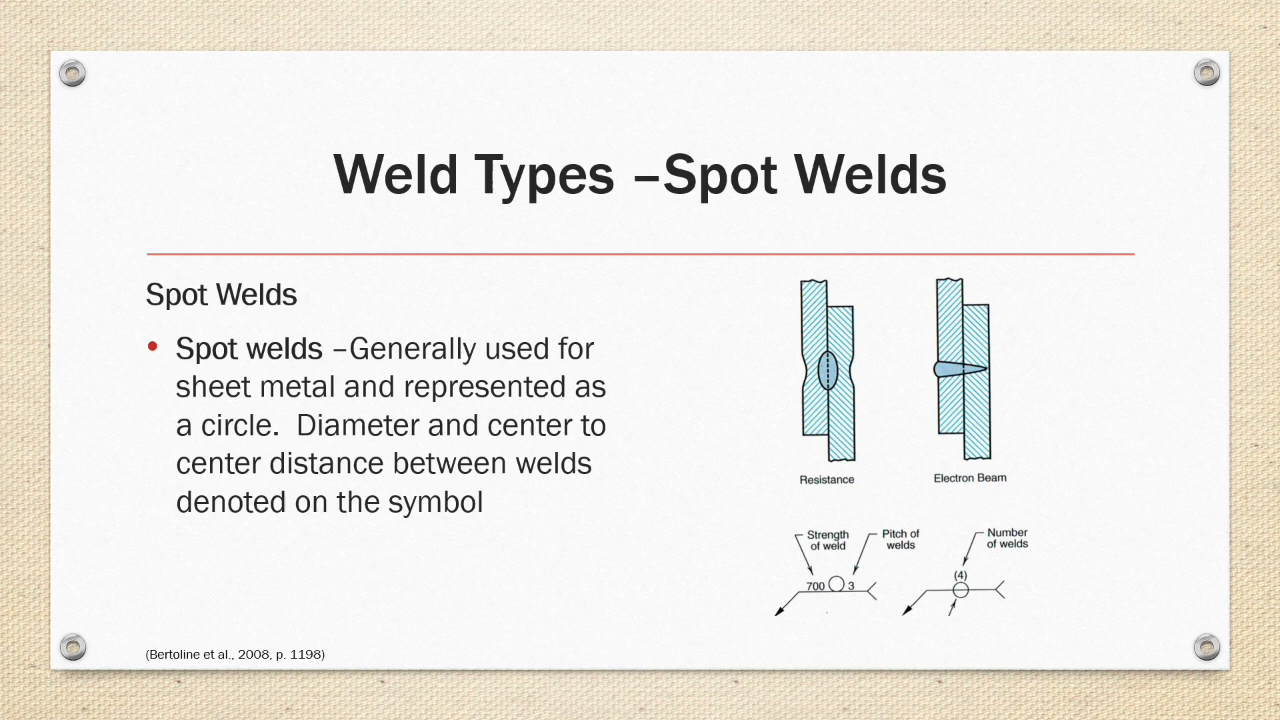 Weld Types –Spot Welds
Spot Welds
• Spot welds –Generally used for
sheet metal and represented as
a circle.  Diameter and center to
center distance between welds
denoted on the symbol
Resistance
Electron Beam
Strength
of weld
Pitch of
welds
Number
of welds
700
3
(4)
(Bertoline et al., 2008, p. 1198)